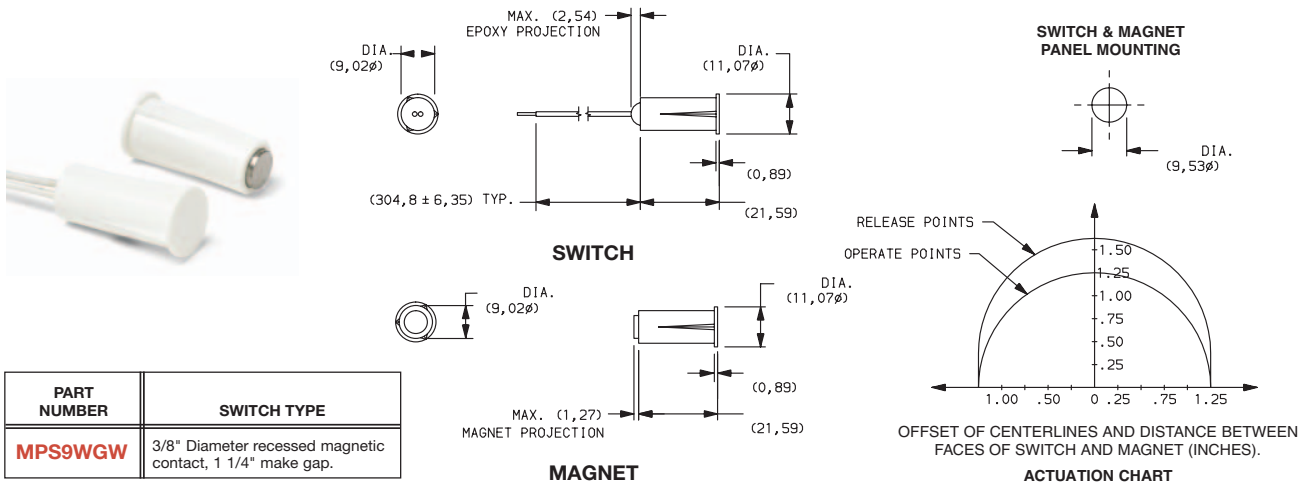 MAX. (2,54)
EPOXY PROJECTION
DIA.
(9,02ø)
DIA.
(11,07ø)
8
(0,89)
(304,8 ± 6,35) TYP.
(21,59)
SWITCH
DIA.
(9,02ø)
DIA.
(11,07ø)
(0,89)
MAX. (1,27)
MAGNET PROJECTION
(21,59)
MAGNET
PART
NUMBER
SWITCH TYPE
MPS9WGW
3/8" Diameter recessed magnetic
contact, 1 1/4" make gap.
SWITCH & MAGNET
PANEL MOUNTING
DIA.
(9,53ø)
RELEASE POINTS
OPERATE POINTS
1.50
1.25
1.00
.75
.50
.25
1.00 .50 0 .25 .75 1.25
OFFSET OF CENTERLINES AND DISTANCE BETWEEN
FACES OF SWITCH AND MAGNET (INCHES).
ACTUATION CHART